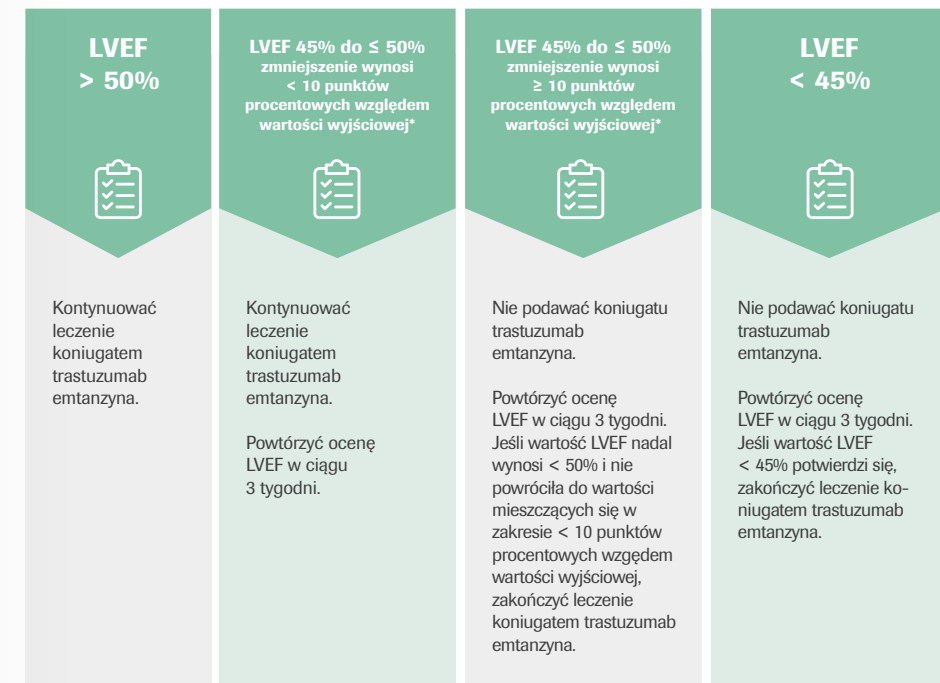 LVEF
> 50%
LVEF 45% do ≤ 50%
zmniejszenie wynosi
< 10 punktów
procentowych względem
wartości wyjściowej*
LVEF 45% do ≤ 50%
zmniejszenie wynosi
≥ 10 punktów
procentowych względem
wartości wyjściowej*
LVEF
< 45%
Kontynuować
leczenie
koniugatem
trastuzumab
emtanzyna.
Kontynuować
leczenie
koniugatem
trastuzumab
emtanzyna.
Powtórzyć ocenę
LVEF w ciągu
3 tygodni.
Nie podawać koniugatu
trastuzumab
emtanzyna.
Powtórzyć ocenę
LVEF w ciągu 3 tygodni.
Jeśli wartość LVEF nadal
wynosi < 50% i nie
powróciła do wartości
mieszczących się w
zakresie < 10 punktów
procentowych wzgędem
wartości wyjściowej,
zakończyć leczenie
koniugatem trastuzumab
emtanzyna.
Nie podawać koniugatu
trastuzumab
emtanzyna.
Powtórzyć ocenę
LVEF w ciągu 3 tygodni.
Jeśli wartość LVEF
< 45% potwierdzi się,
zakończyć leczenie ko-
niugatem trastuzumab
emtanzyna.